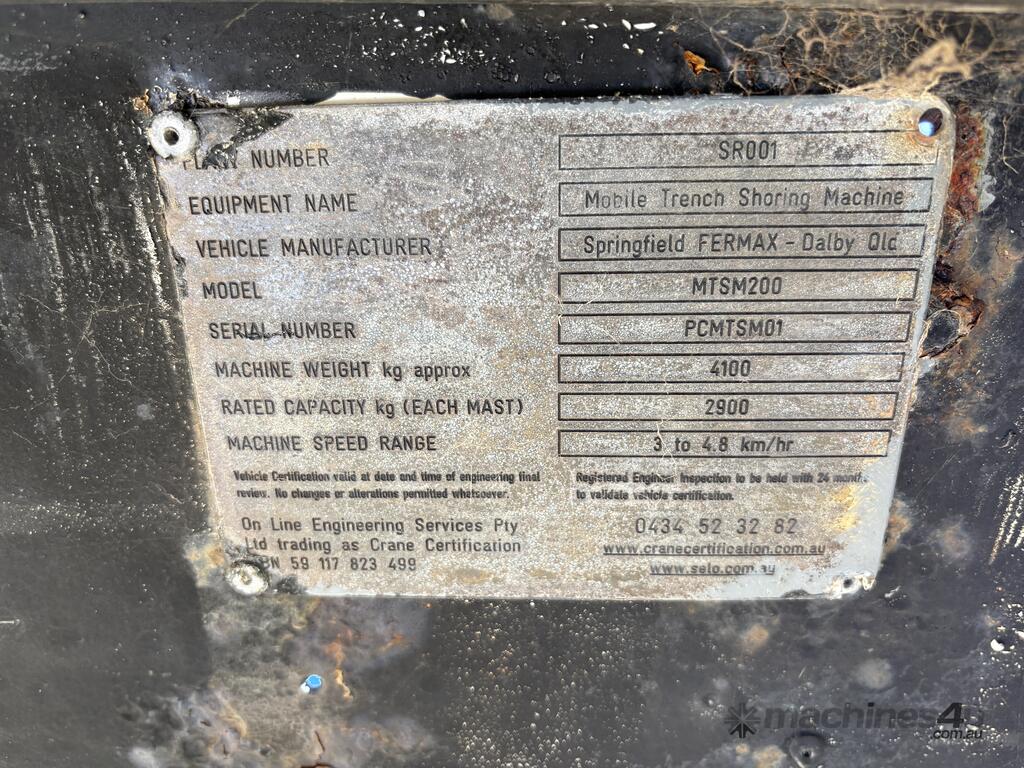 PLANT NUMBER SR001
EQUIPMENT NAME Mobile Trench Shoring Machine
VEHICLE MANUFACTURER Springfield FERMAX - Dalby Qld
MODEL MTSM200
SERIAL NUMBER PCMTSM01
MACHINE WEIGHT kg approx 4100
RATED CAPACITY kg (EACH MAST) 2900
MACHINE SPEED RANGE 3 to 4.8 km/hr
Vehicle Certification valid at date and time of engineering final
review. No changes or alterations permitted whatsoever.
Registered Engineer Inspection to be held with 24 months
to validate vehicle certification.
On Line Engineering Services Pty
Ltd trading as Crane Certification
ABN 59 117 823 499
0434 52 32 82
www.cranecertification.com.au
www.selo.com.au
machines4u
.com.au